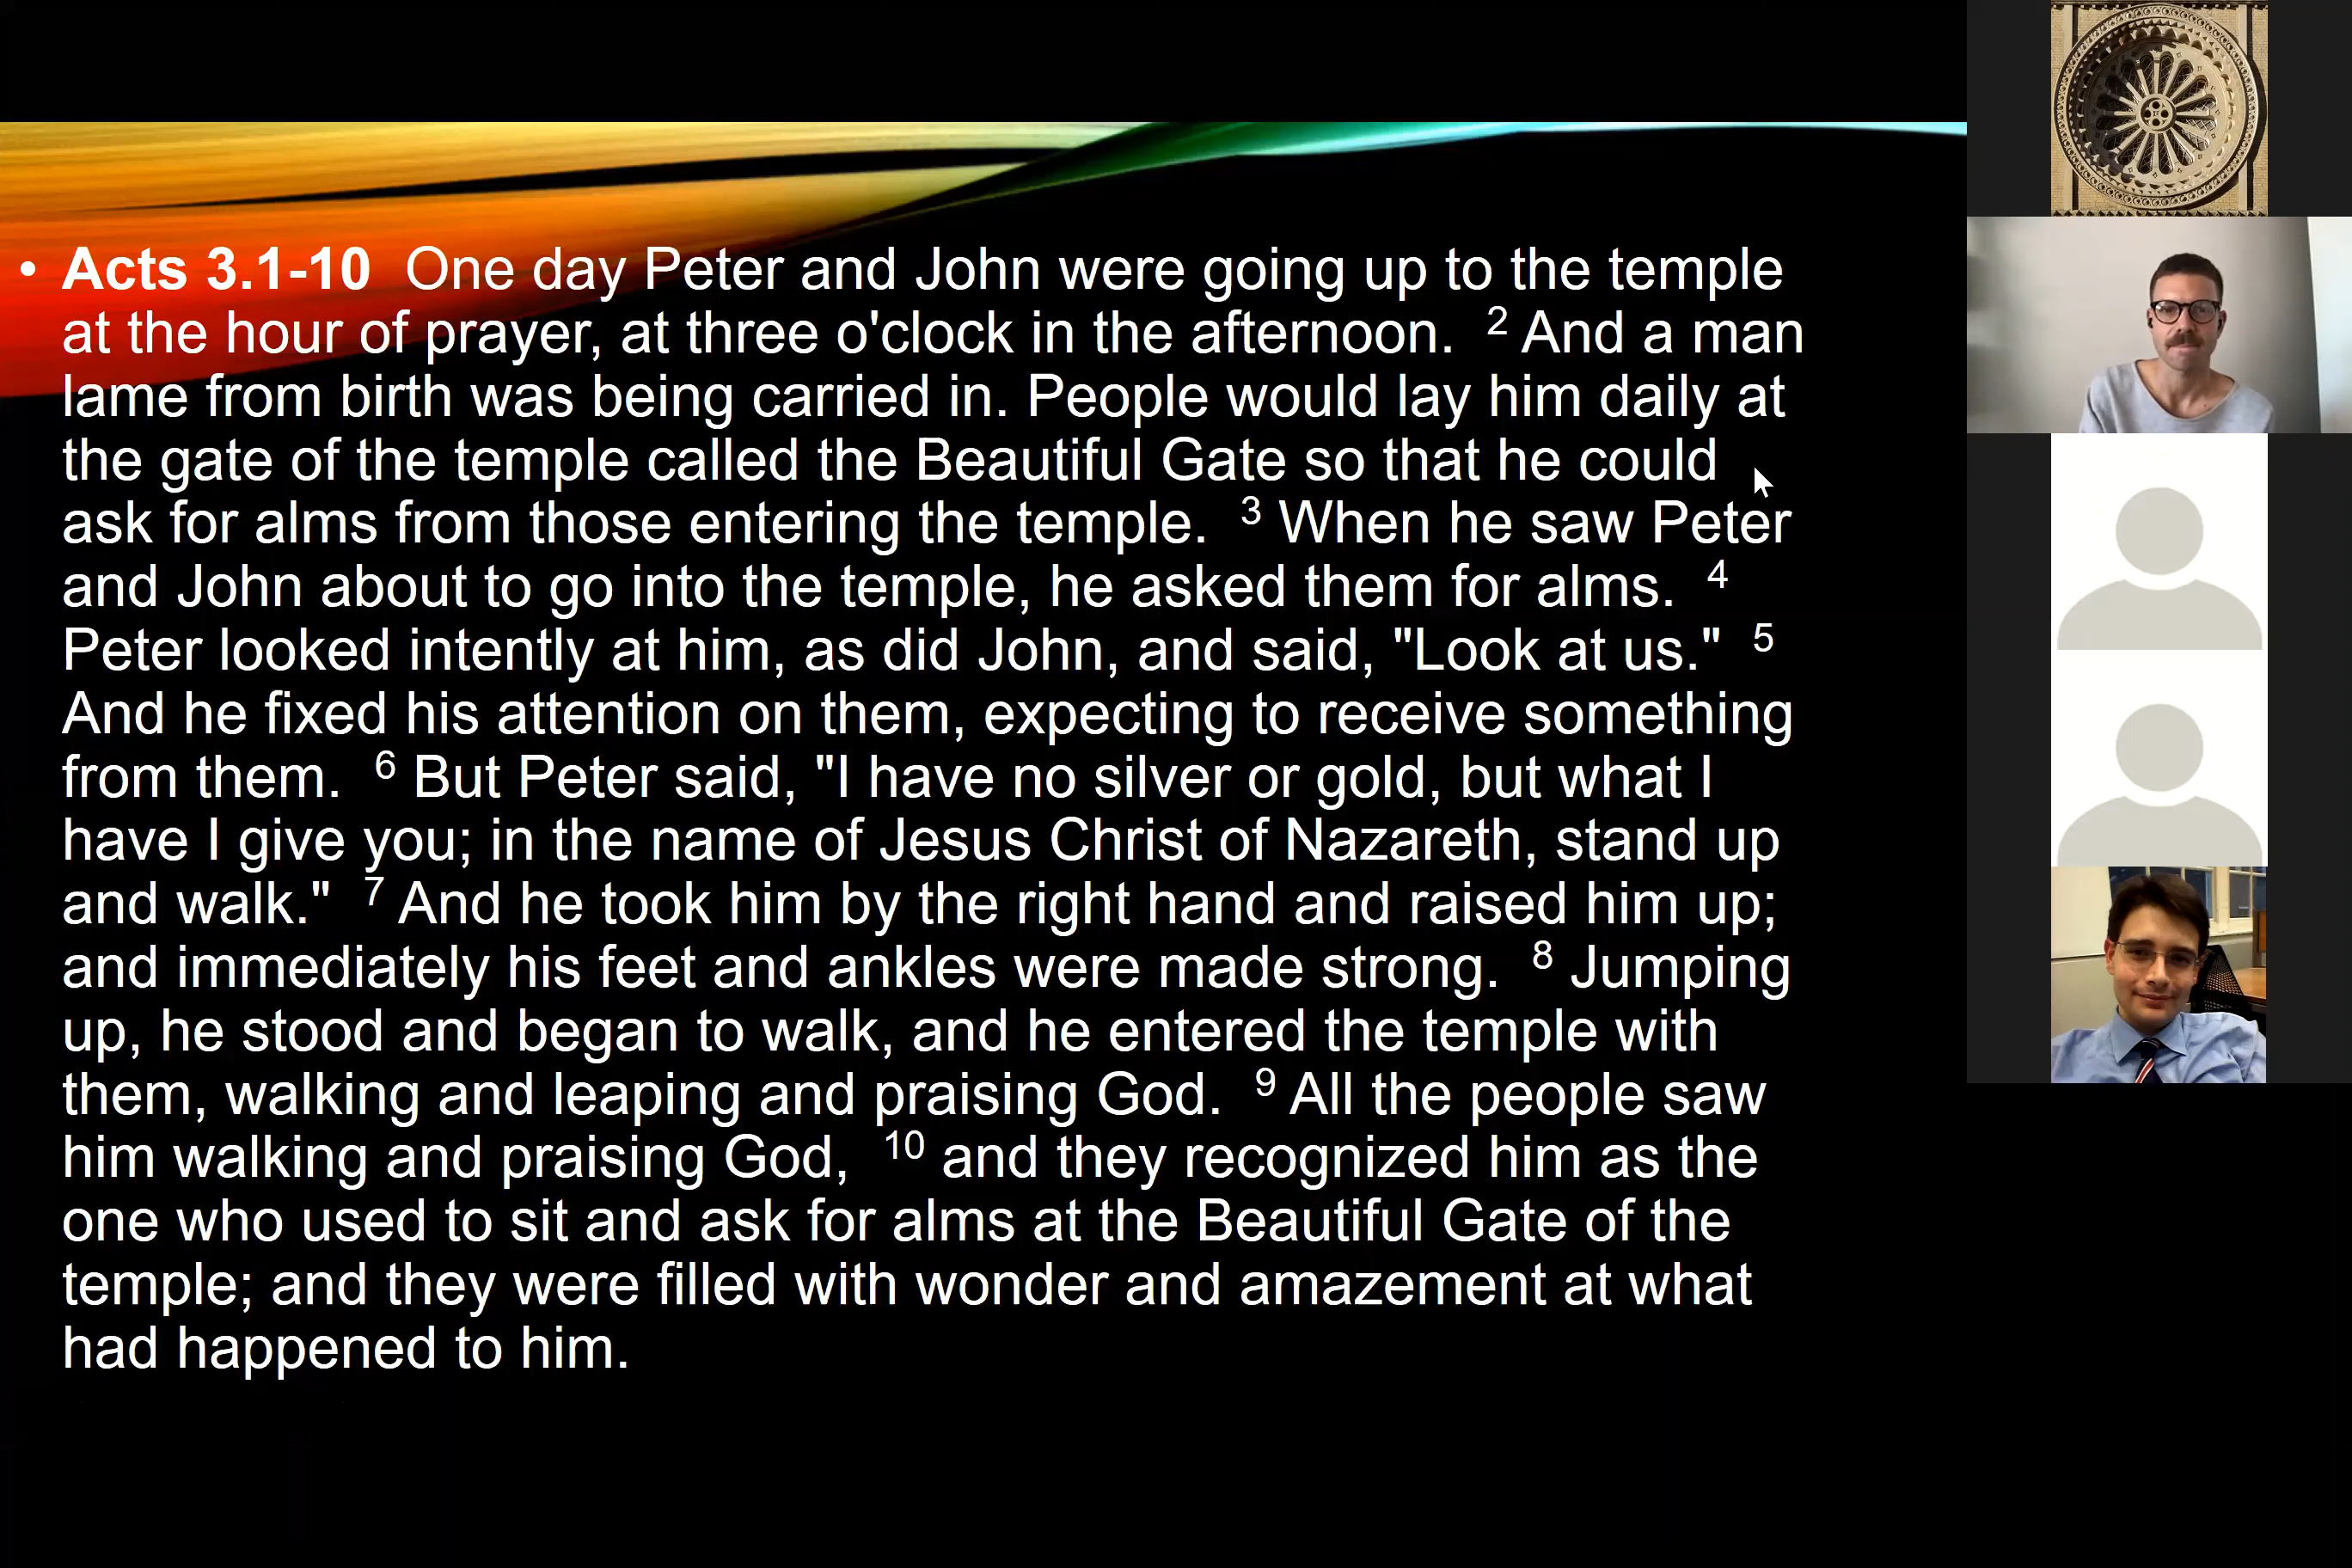 • Acts 3.1-10 One day Peter and John were going up to the temple
at the hour of prayer, at three o'clock in the afternoon. 2 And a man
lame from birth was being carried in. People would lay him daily at
the gate of the temple called the Beautiful Gate so that he could
ask for alms from those entering the temple. 3 When he saw Peter
and John about to go into the temple, he asked them for alms. 4
Peter looked intently at him, as did John, and said, "Look at us." 5
And he fixed his attention on them, expecting to receive something
from them. 6 But Peter said, "I have no silver or gold, but what I
have I give you; in the name of Jesus Christ of Nazareth, stand up
and walk." 7 And he took him by the right hand and raised him up;
and immediately his feet and ankles were made strong. 8 Jumping
up, he stood and began to walk, and he entered the temple with
them, walking and leaping and praising God. 9 All the people saw
him walking and praising God, 10 and they recognized him as the
one who used to sit and ask for alms at the Beautiful Gate of the
temple; and they were filled with wonder and amazement at what
had happened to him.